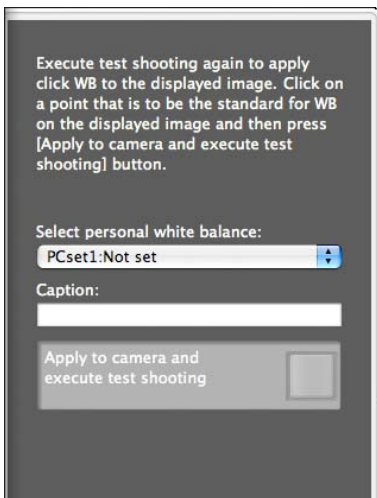 Execute test shooting again to apply
click WB to the displayed image. Click on
a point that is to be the standard for WB
on the displayed image and then press
[Apply to camera and execute test
shooting] button.
Select personal white balance:
PCset1:Not set
Caption:
Apply to camera and
execute test shooting